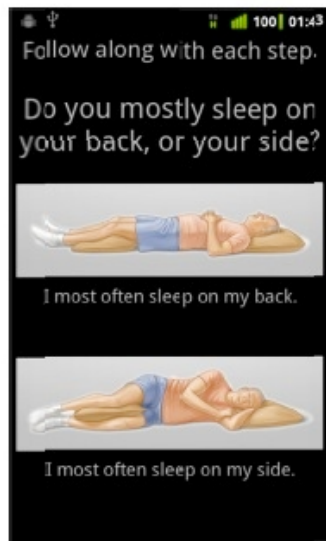 100 01:43
Follow along with each step.
Do you mostly sleep on
your back, or your side?
I most often sleep on my back.
I most often sleep on my side.